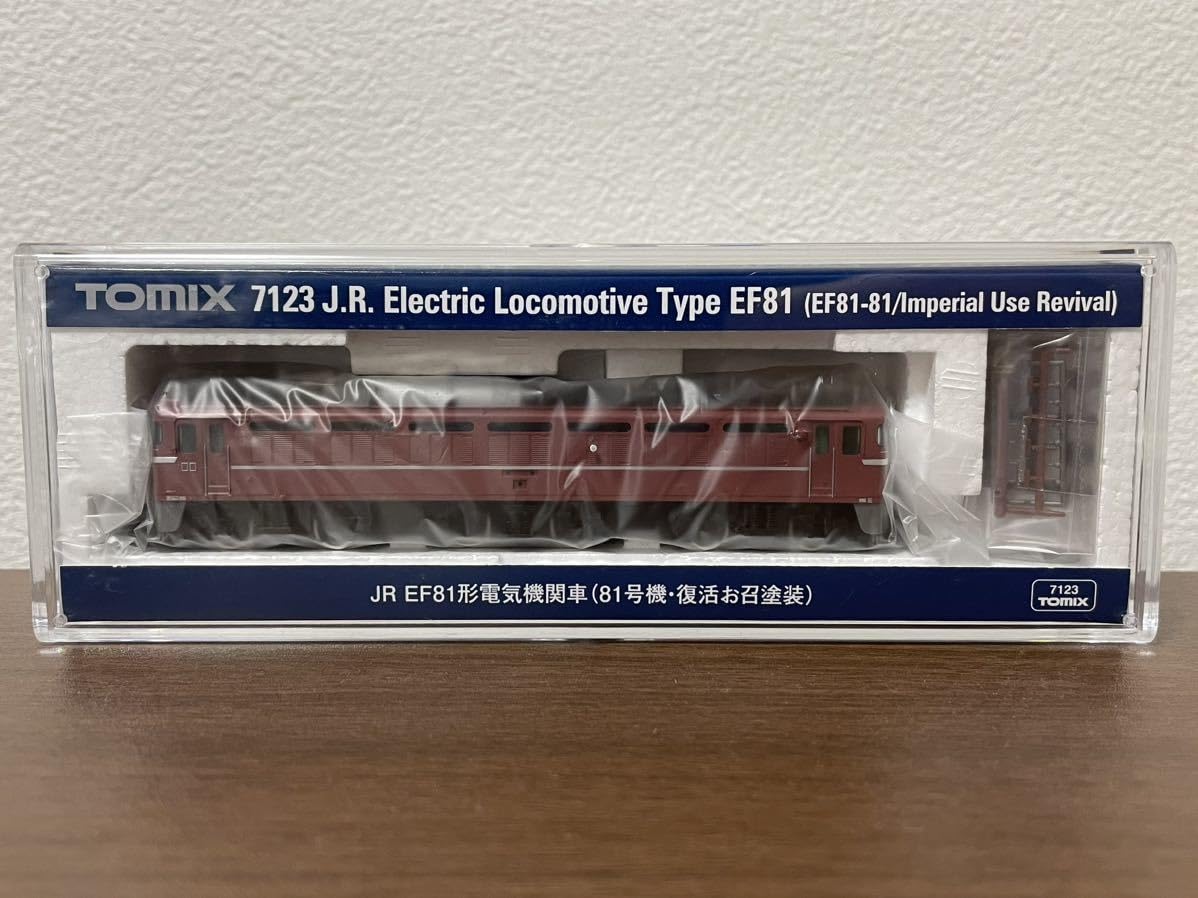 TOMIX 7123 J.R. Electric Locomotive Type EF81 (EF81-81/Imperial Use Revival)
JR EF81形電気機関車(81号機・復活お召塗装)
7123
TOMIX